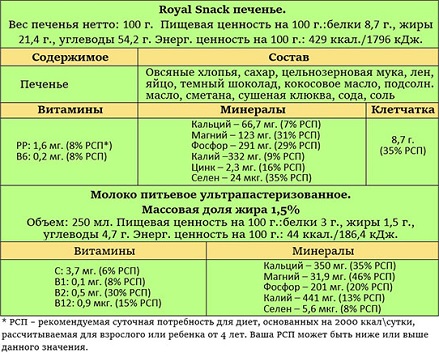 Royal Snack печенье.
Вес печенья нетто: 100 г.  Пищевая ценность на 100 г.:белки 8,7 г., жиры
21,4 г., углеводы 54,2 г. Энерг. ценность на 100 г.: 429 ккал./1796 кДж.
Содержимое
Состав
Печенье
Овсяные хлопья, сахар, цельнозерновая мука, лен,
яйцо, темный шоколад, кокосовое масло, подсолн.
масло, сметана, сушеная клюква, сода, соль
Витамины
Минералы
Клетчатка
PP: 1,6 мг. (8% РСП*)
B6: 0,2 мг. (8% РСП)
Кальций – 66,7 мг. (7% РСП)
Магний – 123 мг. (31% РСП)
Фосфор – 291 мг. (29% РСП)
Калий –332 мг. (9% РСП)
Цинк – 2,3 мг. (16% РСП)
Селен – 24 мкг. (35% РСП)
8,7 г.
(35% РСП)
Молоко питьевое ультрапастеризованное.
Массовая доля жира 1,5%
Объем: 250 мл. Пищевая ценность на 100 г.:белки 3 г., жиры 1,5 г.,
углеводы 4,7 г. Энерг. ценность на 100 г.: 44 ккал./186,4 кДж.
Витамины
Минералы
C: 3,7 мг. (6% РСП)
B1: 0,1 мг. (8% РСП)
B2: 0,5 мг. (30% РСП)
B12: 0,9 мкг. (15% РСП)
Кальций – 350 мг. (35% РСП)
Магний – 31,9 мг. (46% РСП)
Фосфор – 201 мг. (20% РСП)
Калий – 441 мг. (13% РСП)
Селен – 5,6 мкг. (8% РСП)
* РСП – рекомендуемая суточная потребность для диет, основанных на 2000 ккал\сутки,
рассчитываемая для взрослого или ребенка от 4 лет. Ваша РСП может быть ниже или выше
данного значения.